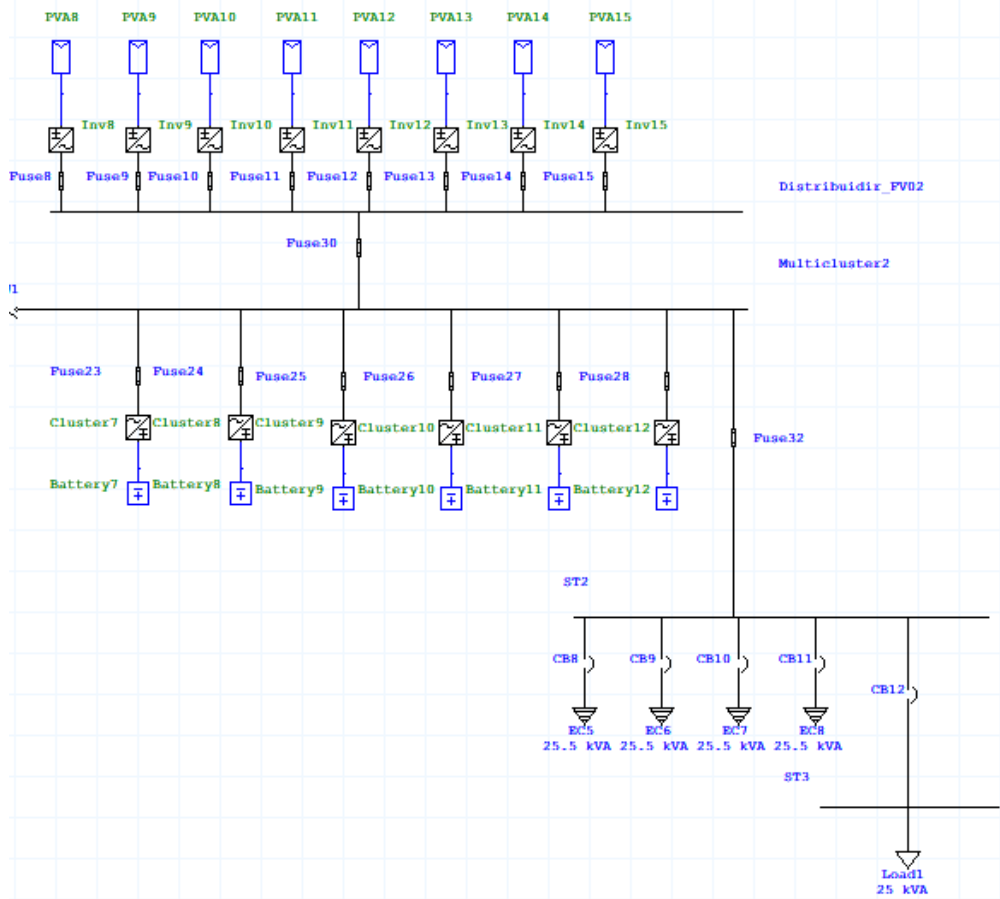 PVA8 PVA9 PVA10 PVA11 PVA12 PVA13 PVA14 PVA15
Inv8 Inv9 Inv10 Inv11 Inv12 Inv13 Inv14 Inv15
Fuse8 Fuse9 Fuse10 Fuse11 Fuse12 Fuse13 Fuse14 Fuse15
Distribuidir_FV02
Fuse30
Multicluster2
Fuse23 Fuse24 Fuse25 Fuse26 Fuse27 Fuse28
Cluster7 Cluster8 Cluster9 Cluster10 Cluster11 Cluster12
Fuse32
Battery7 Battery8 Battery9 Battery10 Battery11 Battery12
ST2
CB8 CB9 CB10 CB11
CB12
EC5 EC6 EC7 EC8
25.5 kVA 25.5 kVA 25.5 kVA 25.5 kVA
ST3
Load1
25 kVA